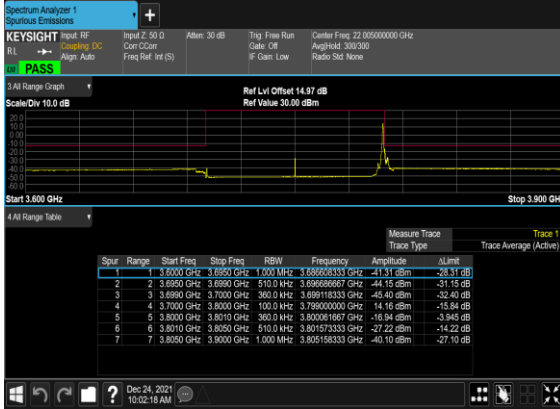 Spectrum Analyzer 1
Spurious Emissions
+
KEYSIGHT Input: RF Input Z: 50 Ω Atten: 30 dB Trig: Free Run Center Freq: 22.005000000 GHz
RL Coupling: DC Corr CCorr Gate: Off Avg|Hold: 300/300
Align: Auto Freq Ref: Int (S) IF Gain: Low Radio Std: None
PASS
3 All Range Graph Ref Lvl Offset 14.97 dB
Scale/Div 10.0 dB Ref Value 30.00 dBm
20.0
10.0
0.00
-10.0
-20.0
-30.0
-40.0
-50.0
-60.0
Start 3.600 GHz Stop 3.900 GH
4 All Range Table
Measure Trace Trace 1
Trace Type Trace Average (Active)
Spur Range Start Freq Stop Freq RBW Frequency Amplitude ΔLimit
1 1 3.6000 GHz 3.6950 GHz 1.000 MHz 3.686608333 GHz -41.31 dBm -28.31 dB
2 2 3.6950 GHz 3.6990 GHz 510.0 kHz 3.696686667 GHz -44.15 dBm -31.15 dB
3 3 3.6990 GHz 3.7000 GHz 360.0 kHz 3.699118333 GHz -45.40 dBm -32.40 dB
4 4 3.7000 GHz 3.8000 GHz 100.0 kHz 3.799000000 GHz 14.16 dBm -15.84 dB
5 5 3.8000 GHz 3.8010 GHz 360.0 kHz 3.800061667 GHz -16.94 dBm -3.945 dB
6 6 3.8010 GHz 3.8050 GHz 510.0 kHz 3.801573333 GHz -27.22 dBm -14.22 dB
7 7 3.8050 GHz 3.9000 GHz 1.000 MHz 3.805158333 GHz -40.10 dBm -27.10 dB
? Dec 24, 2021
10:02:18 AM